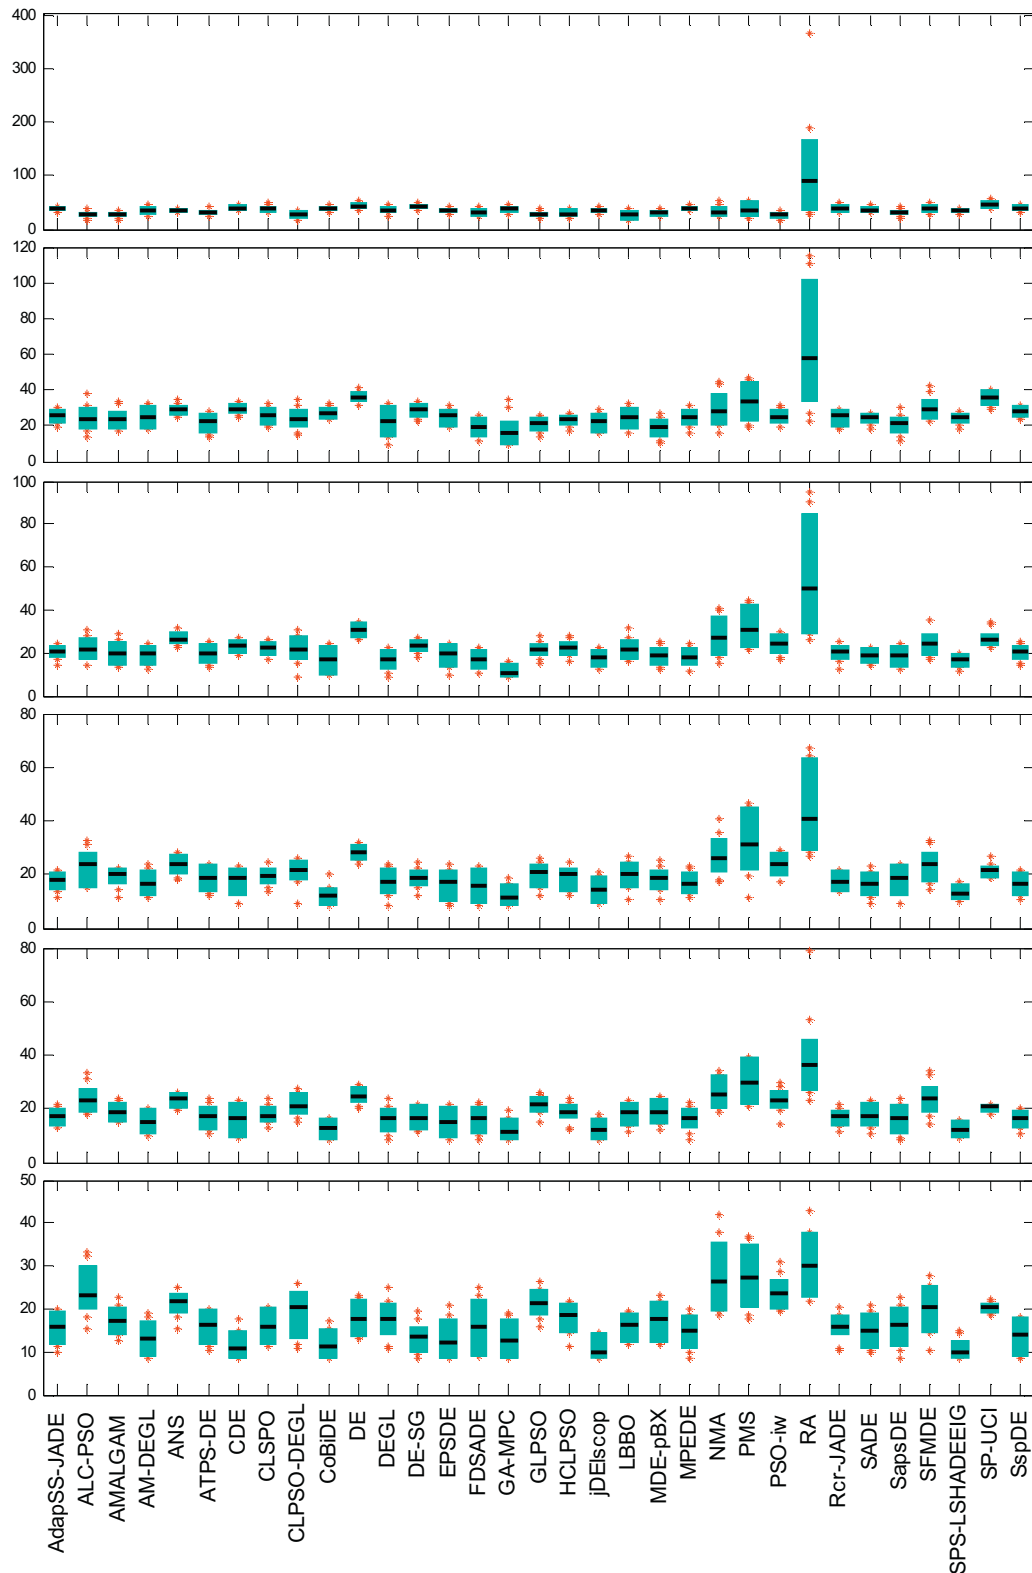 400
300
200
100
0
120
100
80
60
40
20
0
100
80
60
40
20
0
80
60
40
20
0
80
60
40
20
0
50
40
30
20
10
0
AdapSS-JADE
ALC-PSO
AMALGAM
AM-DEGL
ANS
ATPS-DE
CDE
CLSPO
CLPSO-DEGL
CoBiDE
DE
DEGL
DE-SG
EPSDE
FDSADE
GA-MPC
GLPSO
HCLPSO
jDElscop
LBBO
MDE-pBX
MPEDE
NMA
PMS
PSO-iw
RA
Rcr-JADE
SADE
SapsDE
SFMDE
SPS-LSHADEEIG
SP-UCI
SspDE